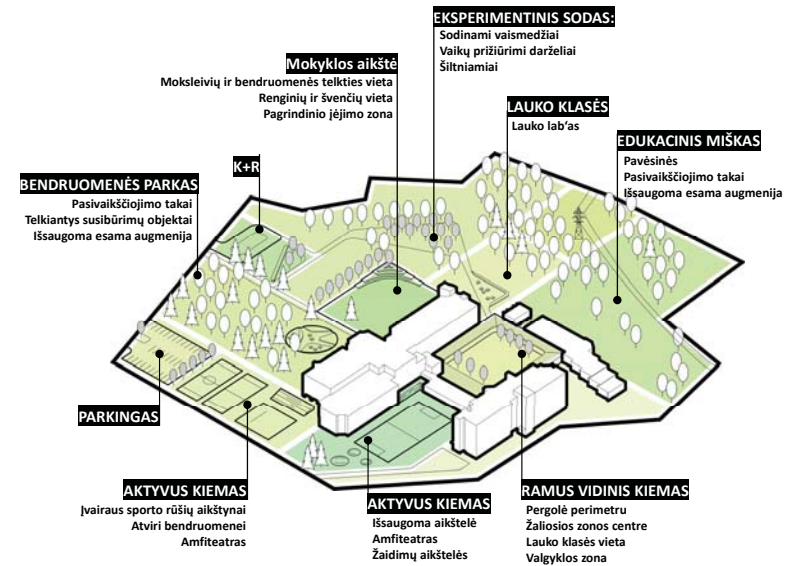 EKSPERIMENTINIS SODAS:
Sodinami vaismedžiai
Vaikų prižiūrimi darželiai
Šiltniamiai
Mokyklos aikštė
Moksleivių ir bendruomenės telkties vieta
Renginių ir švenčių vieta
Pagrindinio įėjimo zona
LAUKO KLASĖS
Lauko lab‘as
EDUKACINIS MIŠKAS
Pavėsinės
Pasivaikščiojimo takai
Išsaugoma esama augmenija
K+R
BENDRUOMENĖS PARKAS
Pasivaikščiojimo takai
Telkiantys susibūrimų objektai
Išsaugoma esama augmenija
PARKINGAS
AKTYVUS KIEMAS
Įvairaus sporto rūšių aikštynai
Atviri bendruomenei
Amfiteatras
AKTYVUS KIEMAS
Išsaugoma aikštelė
Amfiteatras
Žaidimų aikštelės
RAMUS VIDINIS KIEMAS
Pergolė perimetru
Žaliosios zonos centre
Lauko klasės vieta
Valgyklos zona